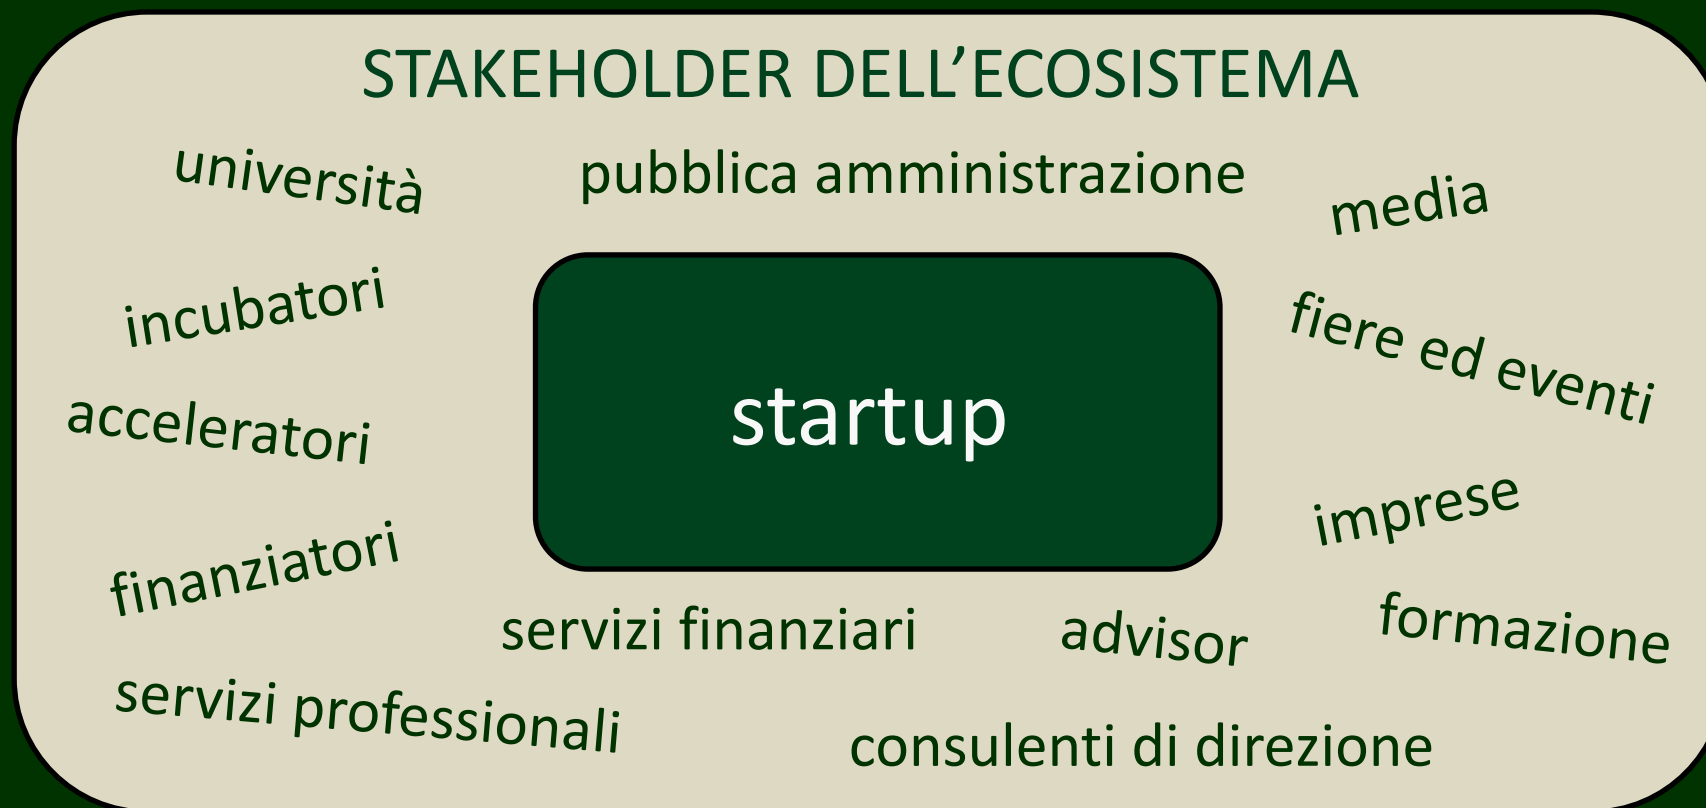 STAKEHOLDER DELL’ECOSISTEMA
università
pubblica amministrazione
media
incubatori
fiere ed eventi
acceleratori
startup
imprese
finanziatori
servizi finanziari
advisor
formazione
servizi professionali
consulenti di direzione